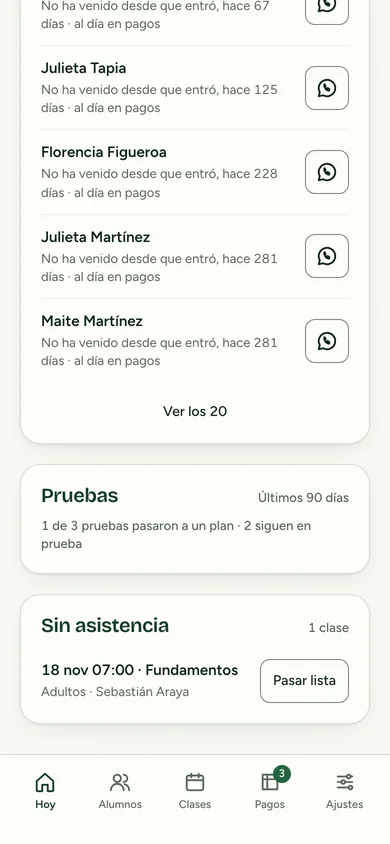 No ha venido desde que entró, hace 67
días · al día en pagos
Julieta Tapia
No ha venido desde que entró, hace 125
días · al día en pagos
Florencia Figueroa
No ha venido desde que entró, hace 228
días · al día en pagos
Julieta Martínez
No ha venido desde que entró, hace 281
días · al día en pagos
Maite Martínez
No ha venido desde que entró, hace 281
días · al día en pagos
Ver los 20
Pruebas
Últimos 90 días
1 de 3 pruebas pasaron a un plan · 2 siguen en
prueba
Sin asistencia
1 clase
18 nov 07:00 · Fundamentos
Adultos · Sebastián Araya
Pasar lista
3
Hoy
Alumnos
Clases
Pagos
Ajustes